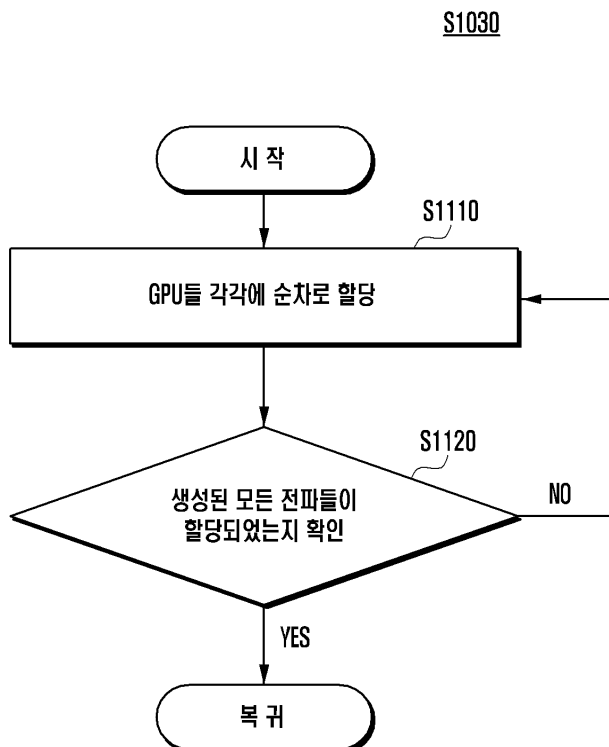 S1030
시 작
S1110
GPU들 각각에 순차로 할당
S1120
생성된 모든 전파들이
할당되었는지 확인
NO
YES
복 귀